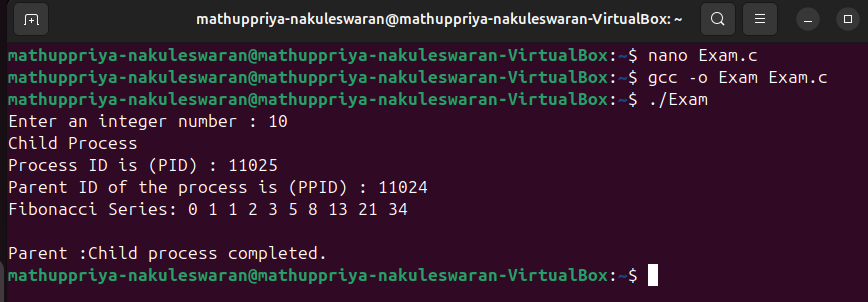 mathuppriya-nakuleswaran@mathuppriya-nakuleswaran-VirtualBox: ~
mathuppriya-nakuleswaran@mathuppriya-nakuleswaran-VirtualBox:~$ nano Exam.c
mathuppriya-nakuleswaran@mathuppriya-nakuleswaran-VirtualBox:~$ gcc -o Exam Exam.c
mathuppriya-nakuleswaran@mathuppriya-nakuleswaran-VirtualBox:~$ ./Exam
Enter an integer number : 10
Child Process
Process ID is (PID) : 11025
Parent ID of the process is (PPID) : 11024
Fibonacci Series: 0 1 1 2 3 5 8 13 21 34
Parent :Child process completed.
mathuppriya-nakuleswaran@mathuppriya-nakuleswaran-VirtualBox:~$